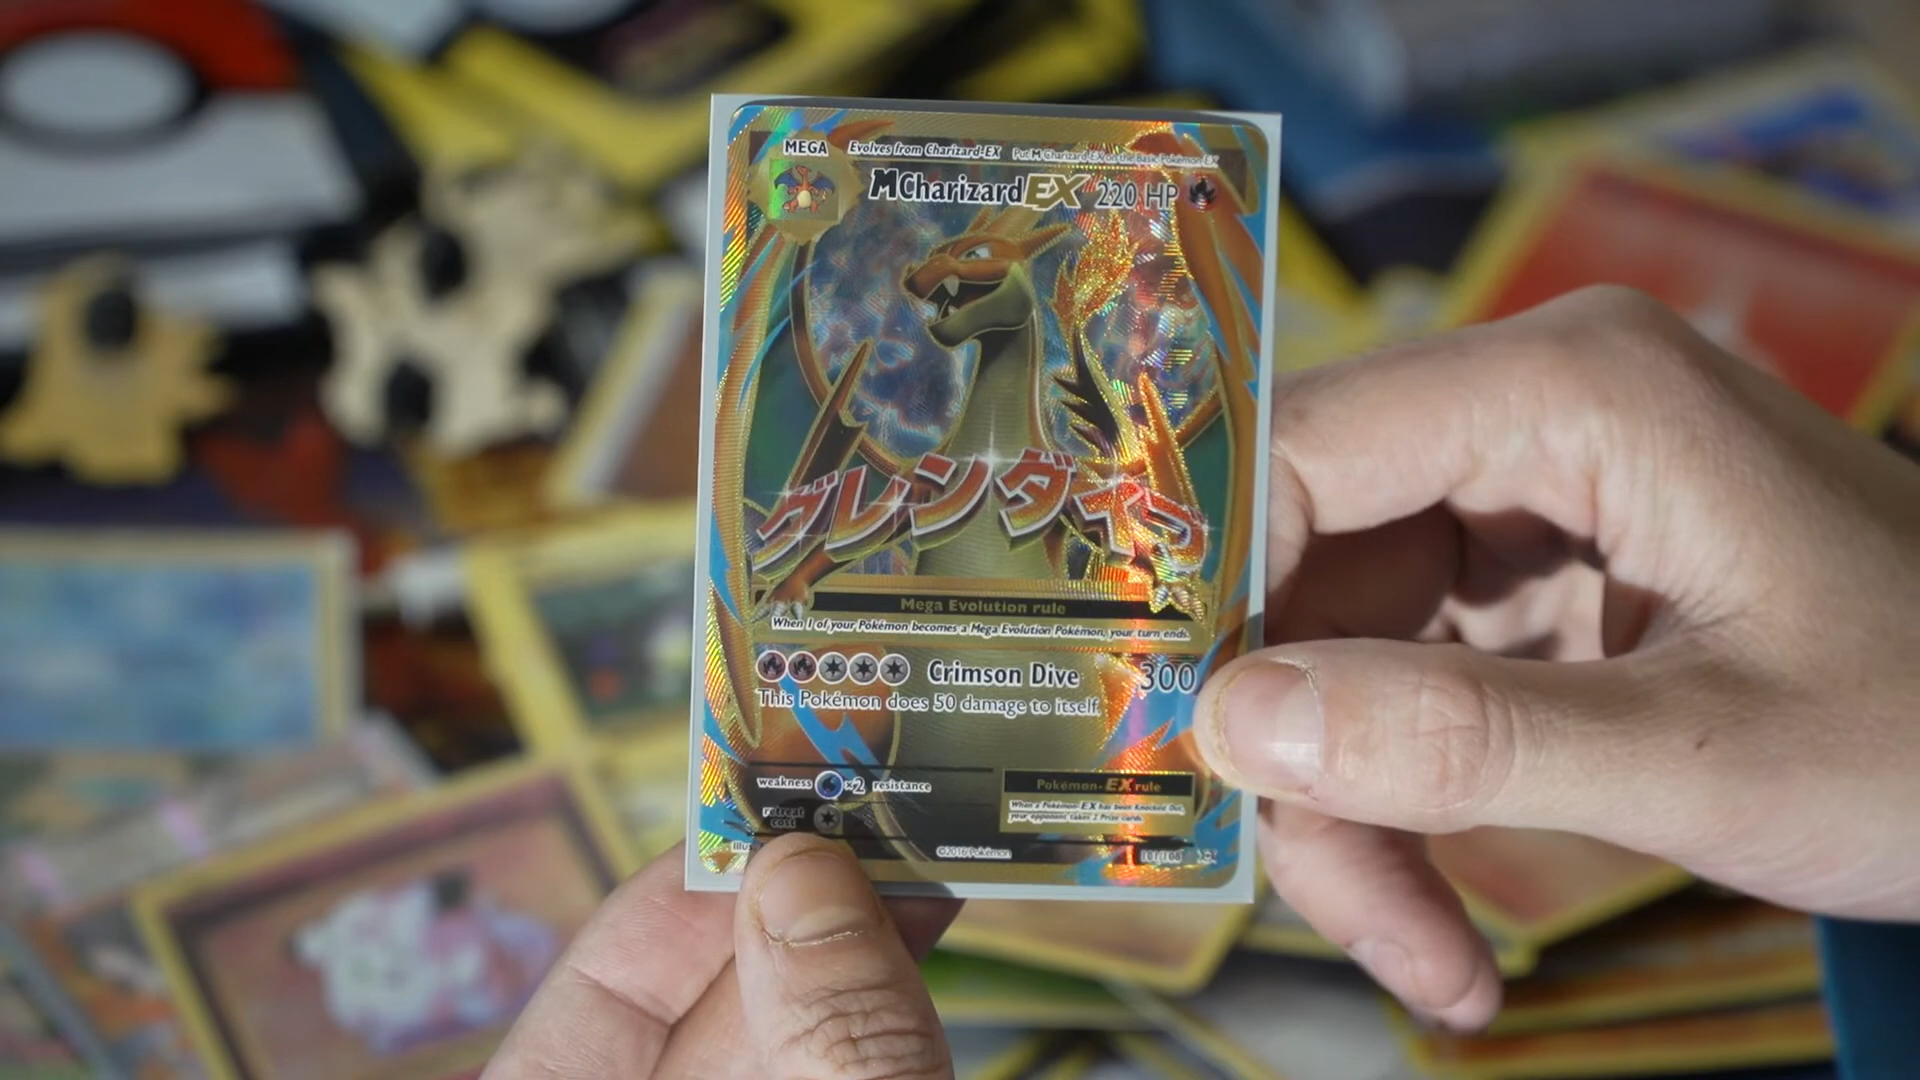 MEGA
Evolves from Charizard-EX
Put M Charizard-EX on the Basic Pokémon-EX
MCharizard EX 220 HP
グレンダイブ
Mega Evolution rule
When 1 of your Pokémon becomes a Mega Evolution Pokémon, your turn ends.
Crimson Dive 300
This Pokémon does 50 damage to itself.
weakness ×2 resistance
Pokémon-EX rule
When a Pokémon-EX has been Knocked Out,
your opponent takes 2 Prize cards.
retreat
cost
Illus
©2016 Pokémon
101/108